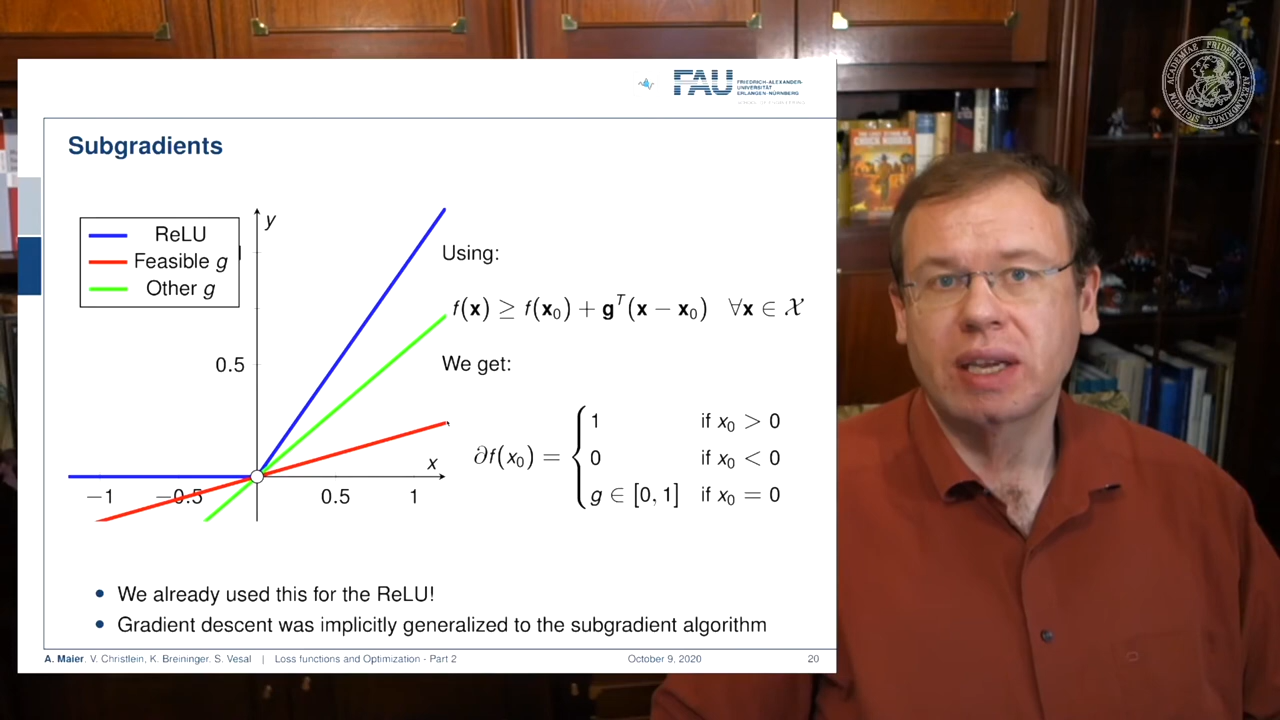 FAU
FRIEDRICH-ALEXANDER-
UNIVERSITÄT
ERLANGEN-NÜRNBERG
Subgradients
ReLU
Feasible g
Other g
y
1
0.5
x
−1
−0.5
0.5
1
Using:
f(x) ≥ f(x₀) + gᵀ(x − x₀) ∀x ∈ 𝒳
We get:
∂f(x₀) =
1 if x₀ > 0
0 if x₀ < 0
g ∈ [0, 1] if x₀ = 0
• We already used this for the ReLU!
• Gradient descent was implicitly generalized to the subgradient algorithm
A. Maier, V. Christlein, K. Breininger, S. Vesal | Loss functions and Optimization - Part 2 October 9, 2020 20
CHUCK NORRIS